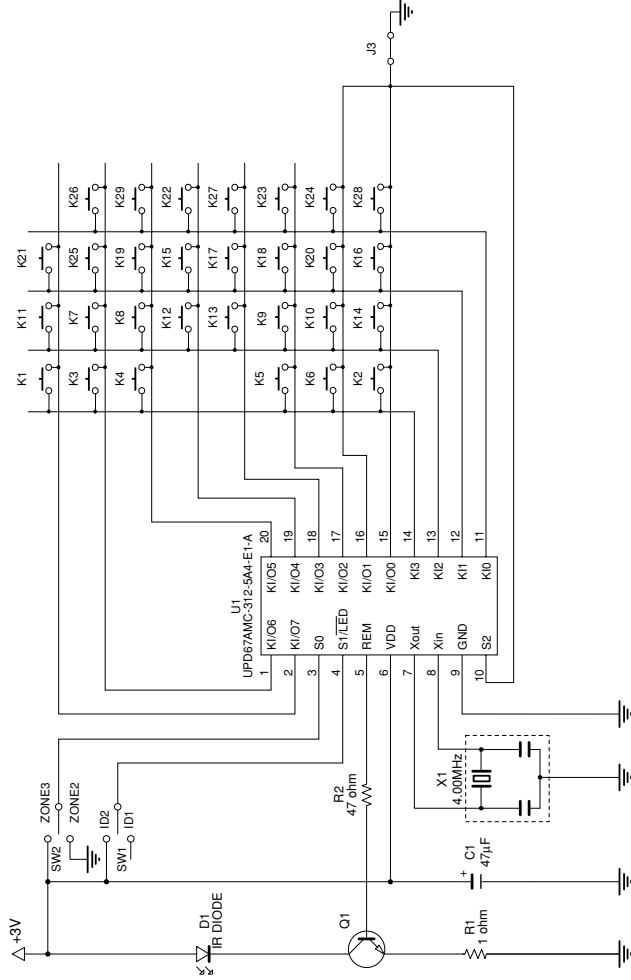 J3
K26
K29
K22
K27
K23
K24
K28
K21
K25
K19
K15
K17
K18
K20
K16
K11
K7
K8
K12
K13
K9
K10
K14
K1
K3
K4
K5
K6
K2
U1
UPD67AMC-312-5A4-E1-A
20
19
18
17
16
15
14
13
12
11
KI/O5
KI/O4
KI/O3
KI/O2
KI/O1
KI/O0
KI3
KI2
KI1
KI0
KI/O6
KI/O7
S0
S1/LED
REM
VDD
Xout
Xin
GND
S2
1
2
3
4
5
6
7
8
9
10
ZONE3
SW2
ZONE2
ID2
SW1
ID1
R2
47 ohm
X1
4.00MHz
+3V
D1
IR DIODE
Q1
R1
1 ohm
+
C1
47µF